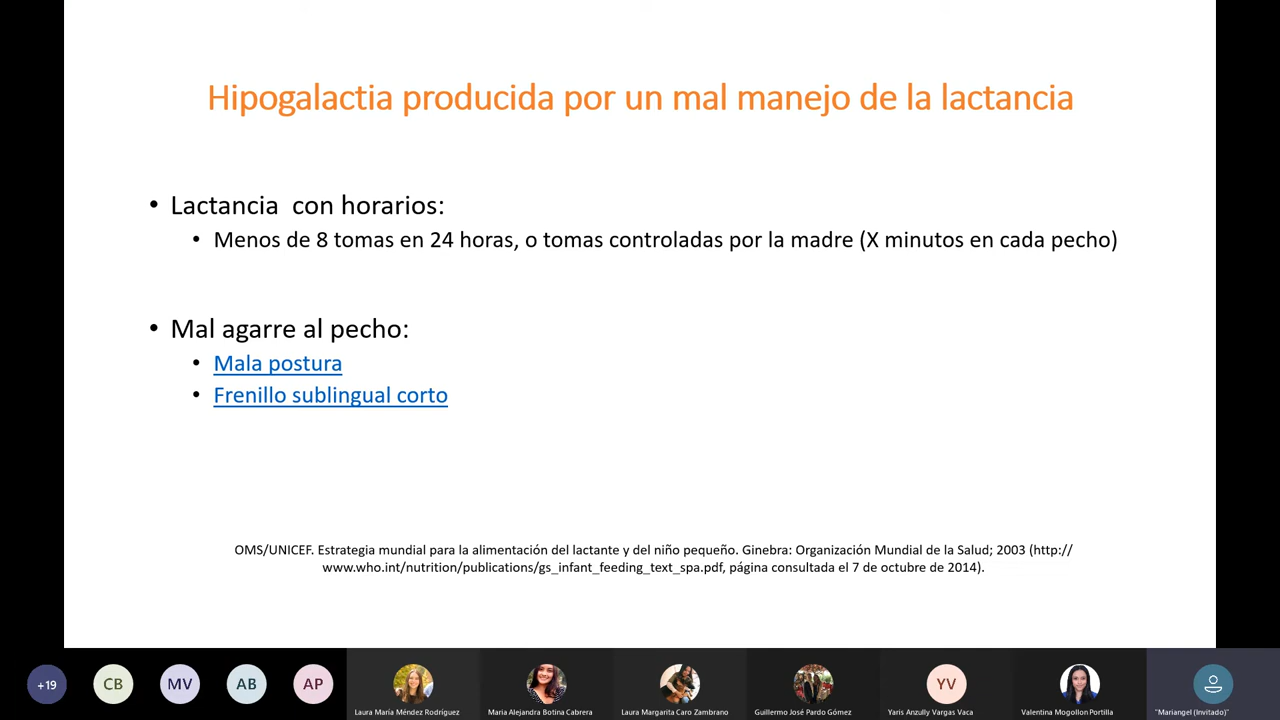 Hipogalactia producida por un mal manejo de la lactancia
• Lactancia con horarios:
• Menos de 8 tomas en 24 horas, o tomas controladas por la madre (X minutos en cada pecho)
• Mal agarre al pecho:
• Mala postura
• Frenillo sublingual corto
OMS/UNICEF. Estrategia mundial para la alimentación del lactante y del niño pequeño. Ginebra: Organización Mundial de la Salud; 2003 (http://
www.who.int/nutrition/publications/gs_infant_feeding_text_spa.pdf, página consultada el 7 de octubre de 2014).
+19
CB
MV
AB
AP
Laura María Méndez Rodríguez
Maria Alejandra Botina Cabrera
Laura Margarita Caro Zambrano
Guillermo José Pardo Gómez
YV
Yaris Anzully Vargas Vaca
Valentina Mogollon Portilla
"Mariangel (Invitado)"